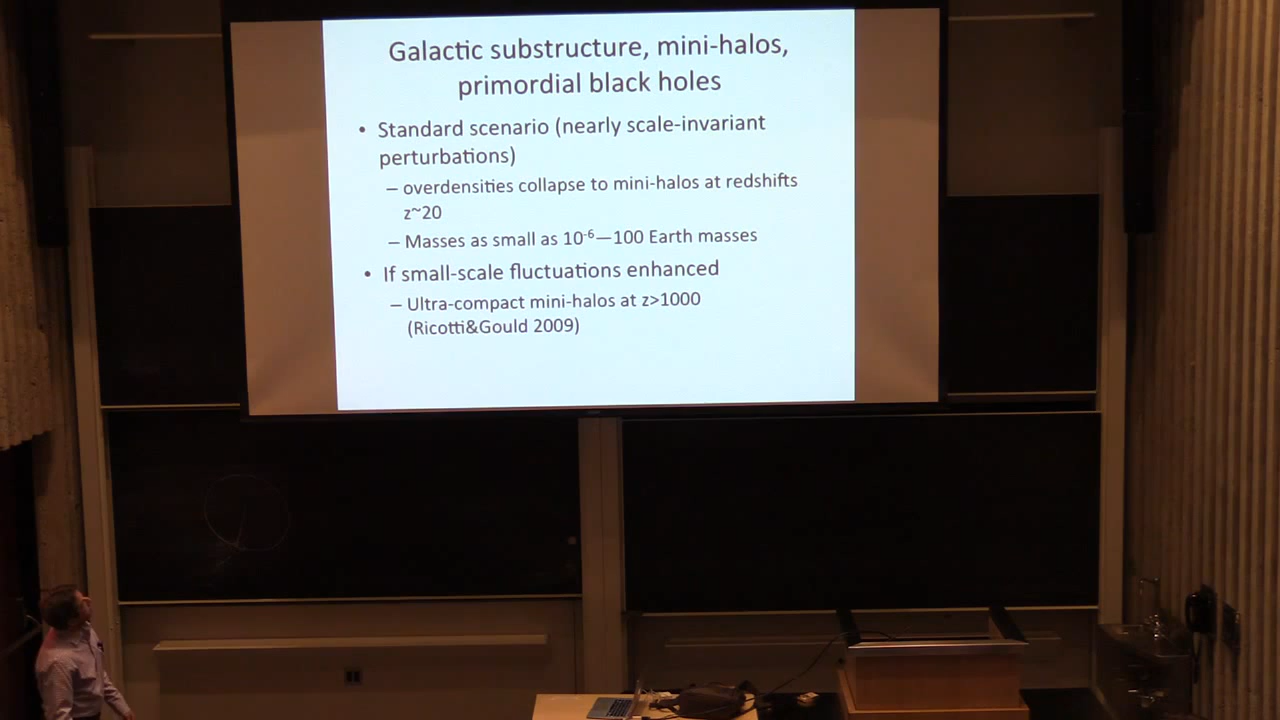 Galactic substructure, mini-halos,
primordial black holes
• Standard scenario (nearly scale-invariant
perturbations)
– overdensities collapse to mini-halos at redshifts
z~20
– Masses as small as 10⁻⁶—100 Earth masses
• If small-scale fluctuations enhanced
– Ultra-compact mini-halos at z>1000
(Ricotti&Gould 2009)